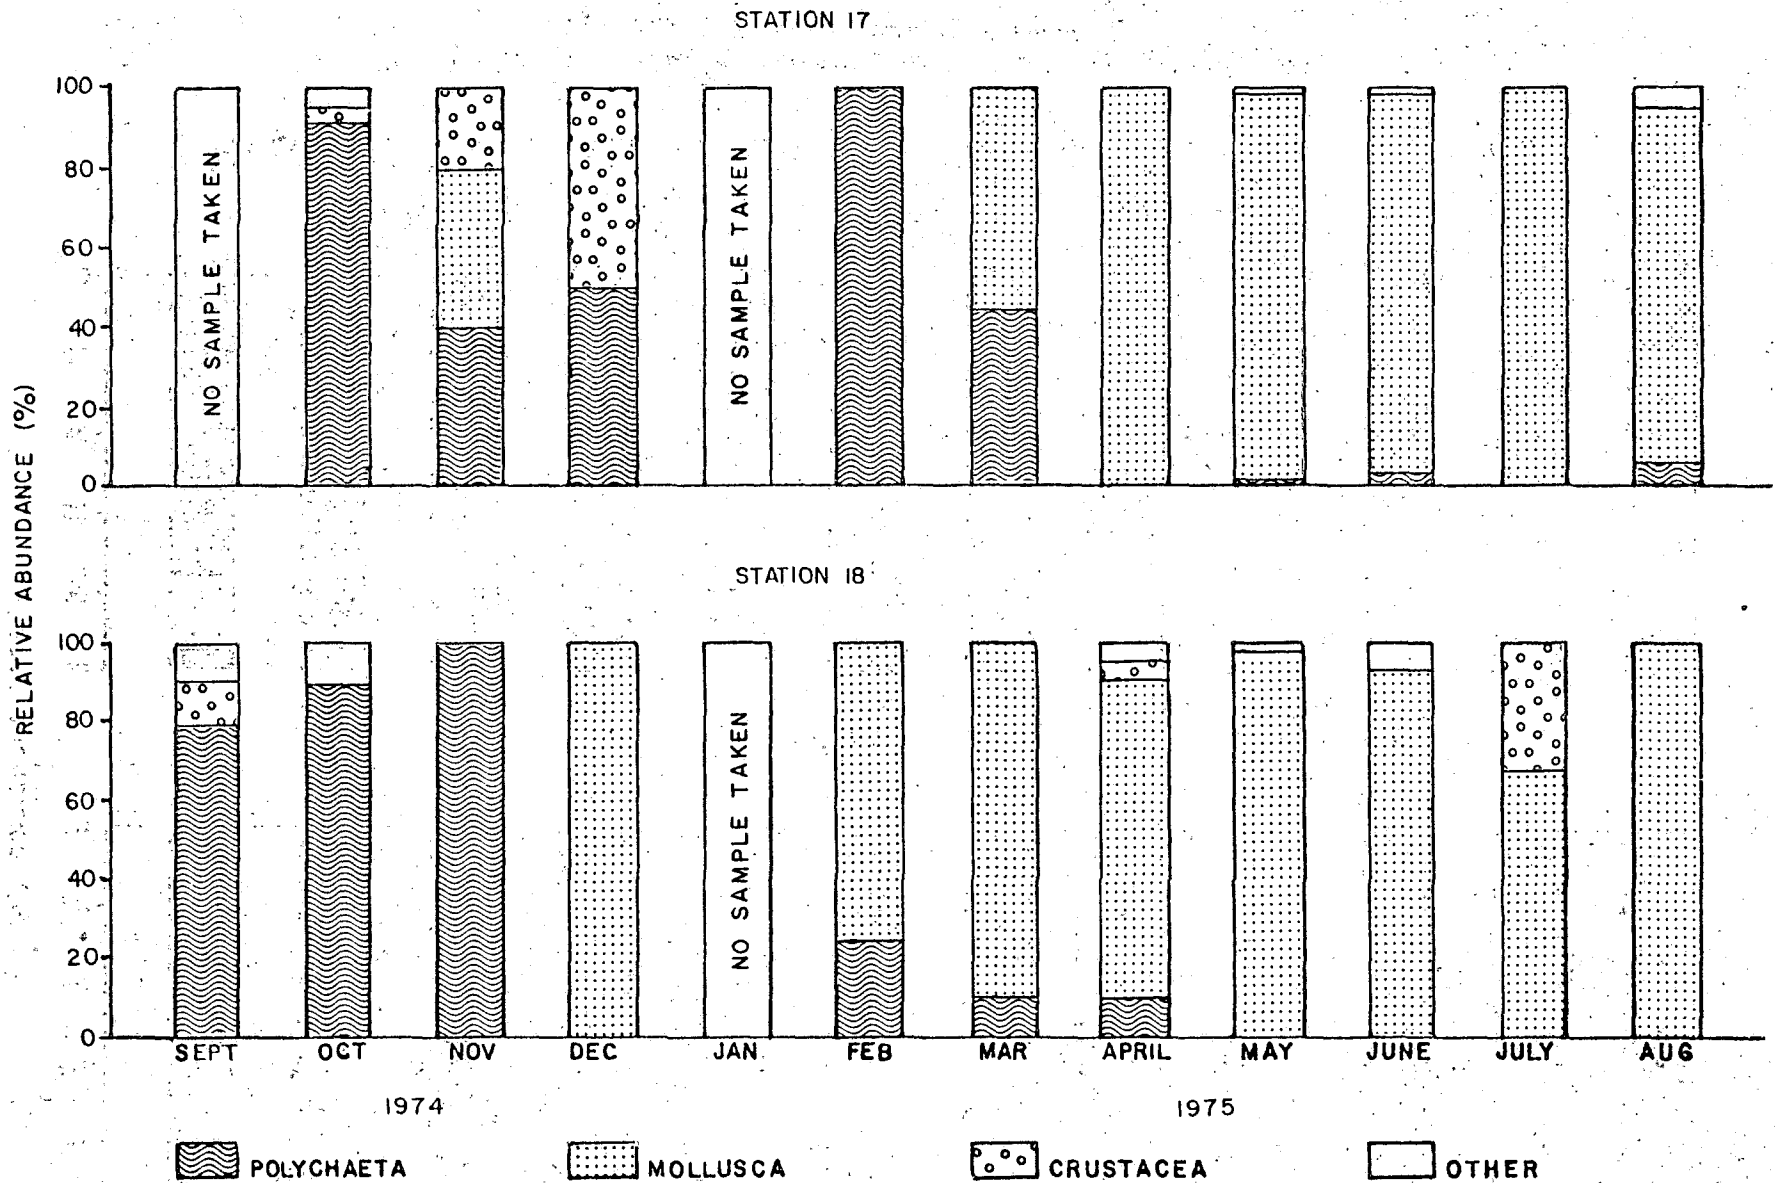 STATION 17
100
80
60
40
20
0
NO SAMPLE TAKEN
NO SAMPLE TAKEN
RELATIVE ABUNDANCE (%)
STATION 18
100
80
60
40
20
0
NO SAMPLE TAKEN
SEPT OCT NOV DEC JAN FEB MAR APRIL MAY JUNE JULY AUG
1974 1975
POLYCHAETA MOLLUSCA CRUSTACEA OTHER